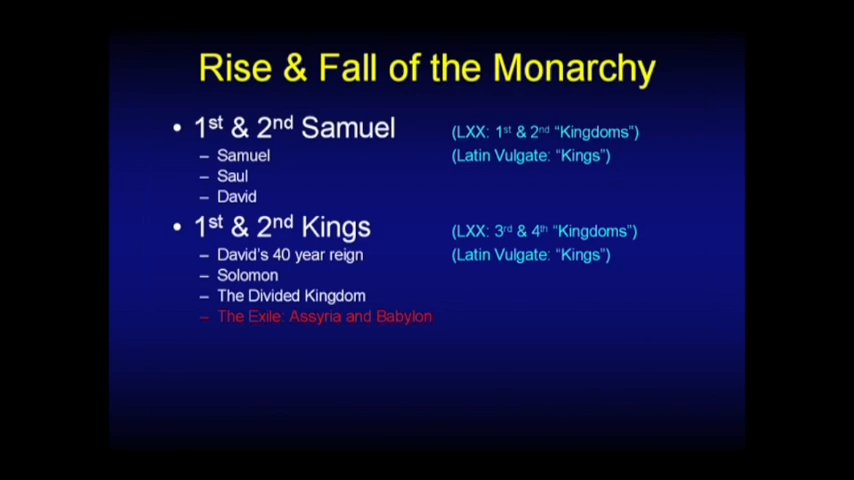 Rise & Fall of the Monarchy
• 1st & 2nd Samuel (LXX: 1st & 2nd “Kingdoms”)
– Samuel (Latin Vulgate: “Kings”)
– Saul
– David
• 1st & 2nd Kings (LXX: 3rd & 4th “Kingdoms”)
– David’s 40 year reign (Latin Vulgate: “Kings”)
– Solomon
– The Divided Kingdom
– The Exile: Assyria and Babylon